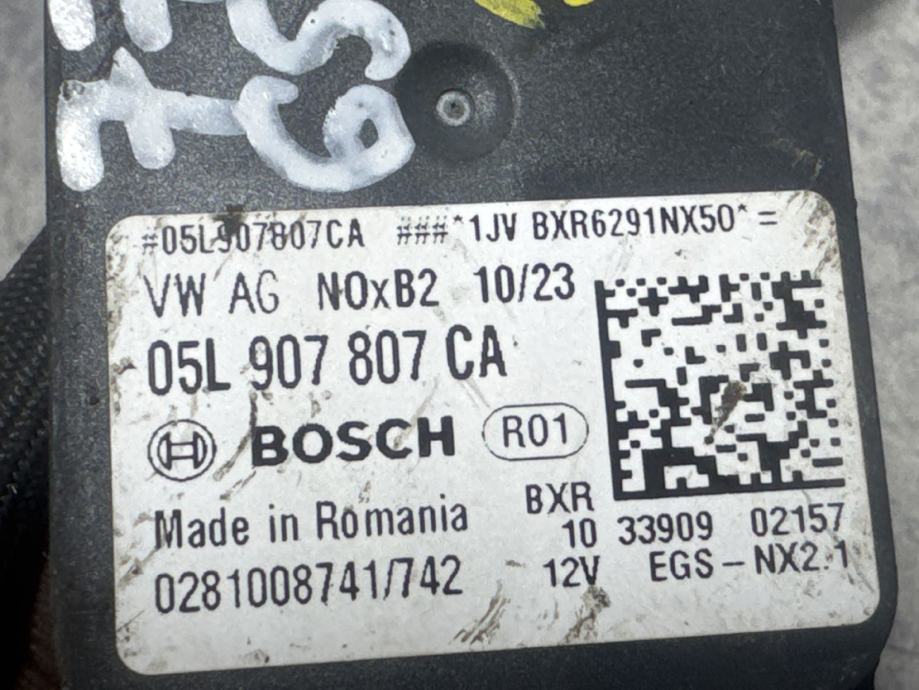 #05L907807CA ###*1JV BXR6291NX50*=
VW AG NOxB2 10/23
05L 907 807 CA
BOSCH R01
Made in Romania BXR
10 33909 02157
0281008741/742 12V EGS-NX2.1